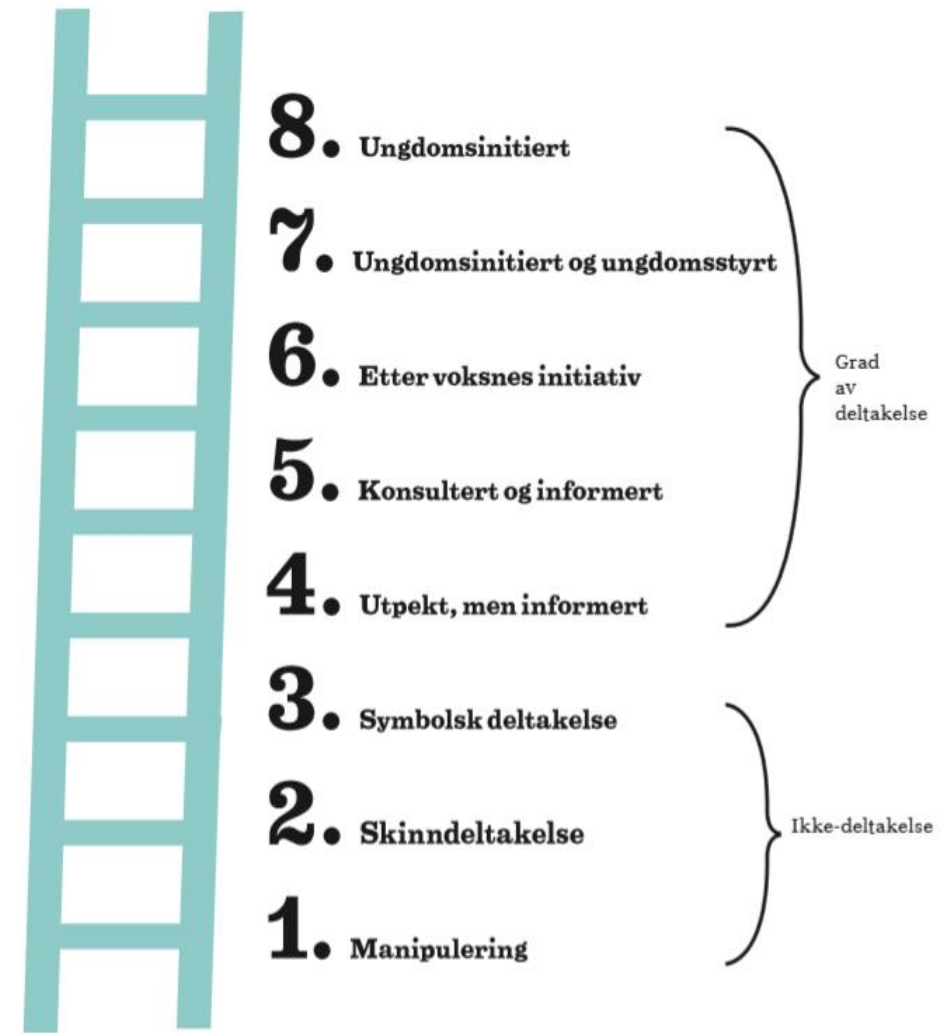 8. Ungdomsinitiert
7. Ungdomsinitiert og ungdomsstyrt
6. Etter voksnes initiativ
Grad
av
deltakelse
5. Konsultert og informert
4. Utpekt, men informert
3. Symbolsk deltakelse
2. Skinndeltakelse
Ikke-deltakelse
1. Manipulering